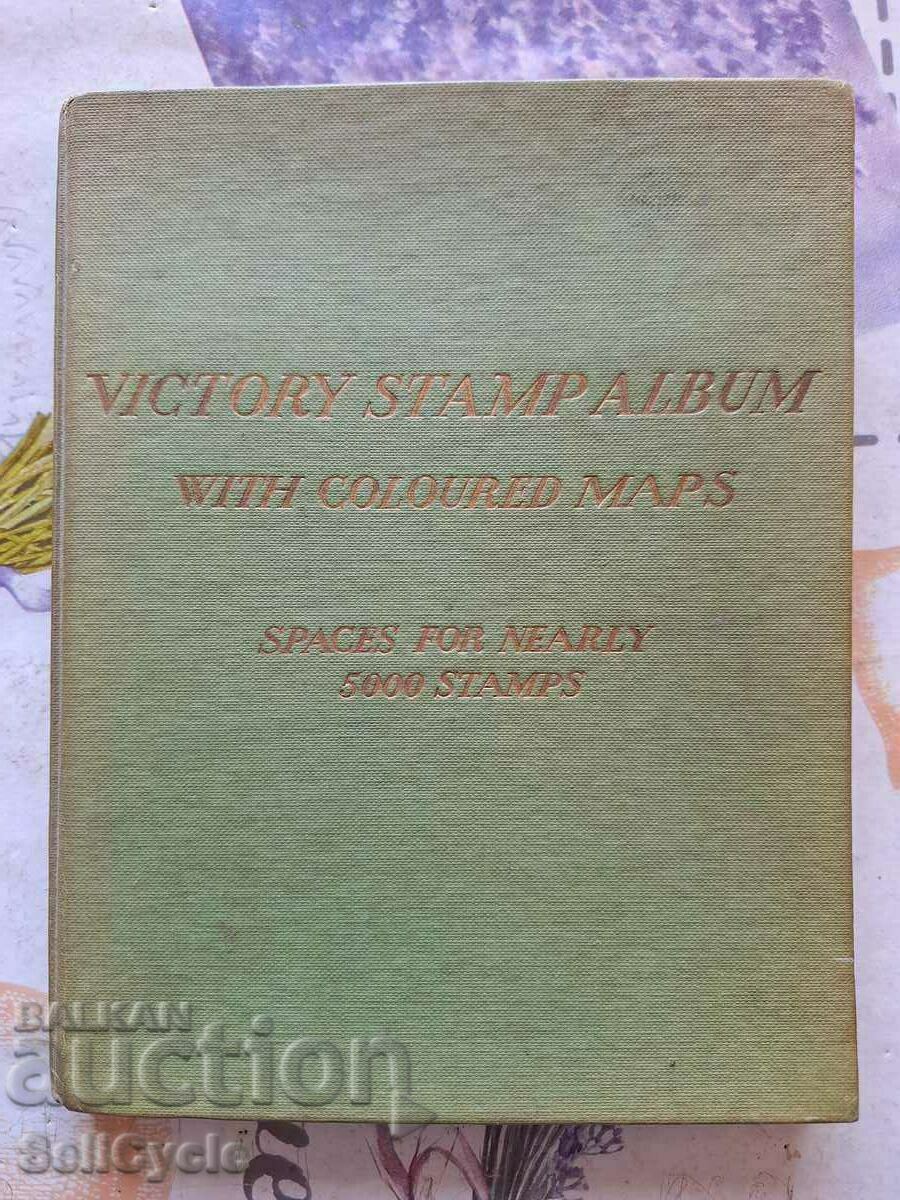 VICTORY STAMP ALBUM
WITH COLOURED MAPS
SPACES FOR NEARLY
5000 STAMPS
BALKAN
auction
SellCycle